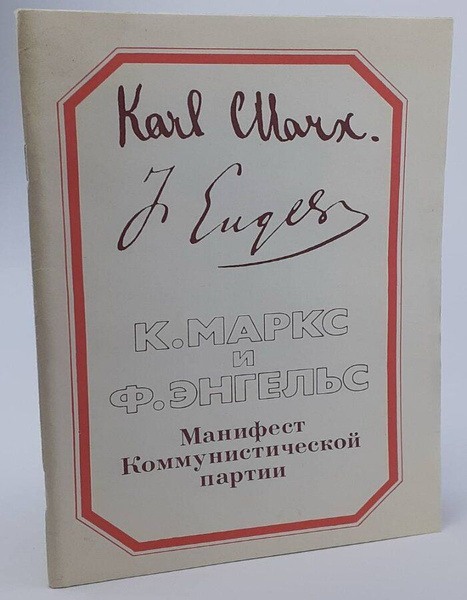 Karl Marx.
F Engels
К.МАРКС
и
Ф.ЭНГЕЛЬС
Манифест
Коммунистической
партии